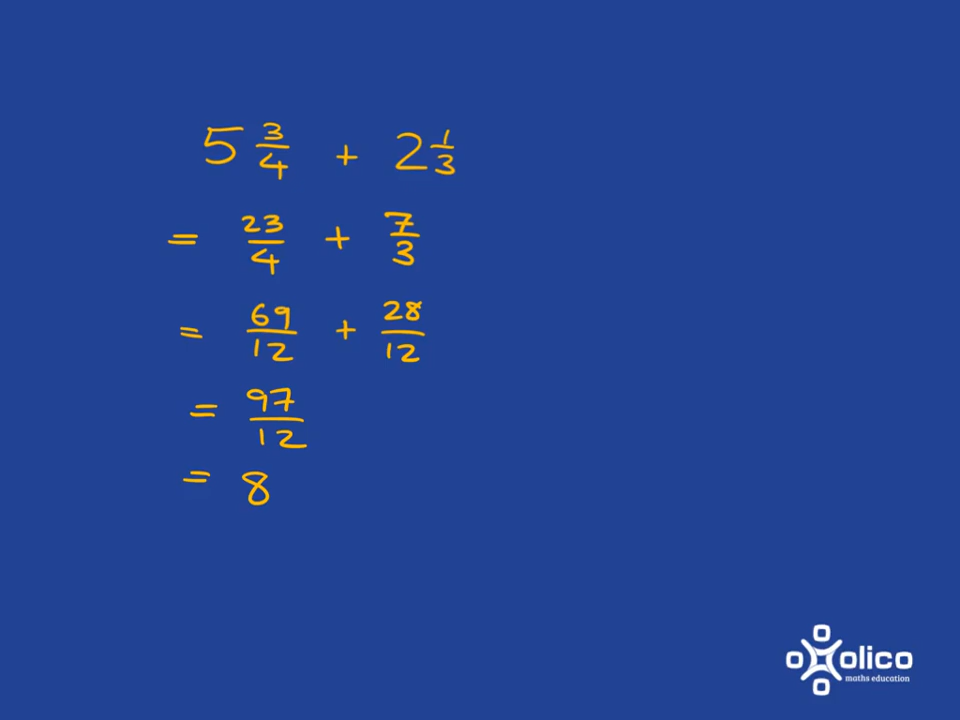 5 3/4 + 2 1/3
= 23/4 + 7/3
= 69/12 + 28/12
= 97/12
= 8
olico
maths education